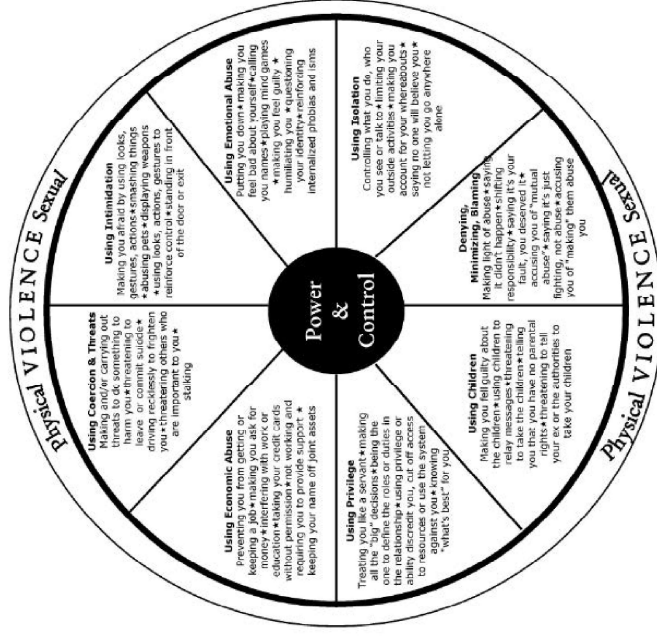 Physical VIOLENCE Sexual
Using Coercion & Threats
Making and/or carrying out
threats to dc something to
harm you★threatening to
leave or commit suicide★
driving recklessly to frighten
you★threatering others who
are important to you★
stalking
Using Intimidation
Making you afraid by using looks,
gestures, actions★smashing things
★abusing pets★displaying weapons
★using looks, actions, gestures to
reinforce control★standing in front
of the door or exit
Using Emotional Abuse
Putting you down★making you
feel bad about yourself★calling
you names★playing mind games
★making you feel guilty ★
humiliating you ★questioning
your identity★reinforcing
internalized phobias and isms
Using Isolation
Controlling what you do, who
you see or talk to★limiting your
outside activities★making you
account for your whereabouts★
saying no one will believe you★
not letting you go anywhere
alone
Denying,
Minimizing, Blaming
Making light of abuse★saying
it didn't happen★shifting
responsibility★saying it's your
fault, you deserved it★
accusing you of "mutual
abuse"★saying it's just
fighting, not abuse★accusing
you of "making" them abuse
you
Using Children
Making you fell guilty about
the children★using children to
relay messages★threatening
to take the children★telling
you that you have no parental
rights★threatening to tell
your ex or the authorities to
take your children
Using Privilege
Treating you like a servant★making
all the "big" decisions★being the
one to define the roles or duties in
the relationship★using privilege or
ability discredit you, cut off access
to resources or use the system
against you★knowing
"what's best" for you
Using Economic Abuse
Preventing you from getting or
keeping a job★making you ask for
money★interfering with work or
education★taking your credit cards
without permission★not working and
requiring you to provide support ★
keeping your name off joint assets
Power
&
Control
Physical VIOLENCE Sexual